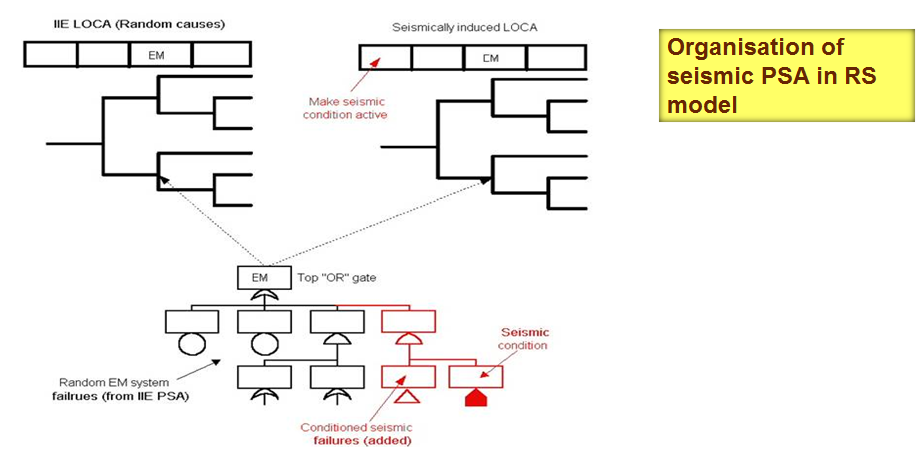 IIE LOCA (Random causes)
EM
Seismically induced LOCA
EM
Make seismic
condition active
Organisation of
seismic PSA in RS
model
EM
Top "OR" gate
Seismic
condition
Random EM system
failrues (from IIE PSA)
Conditioned seismic
failures (added)